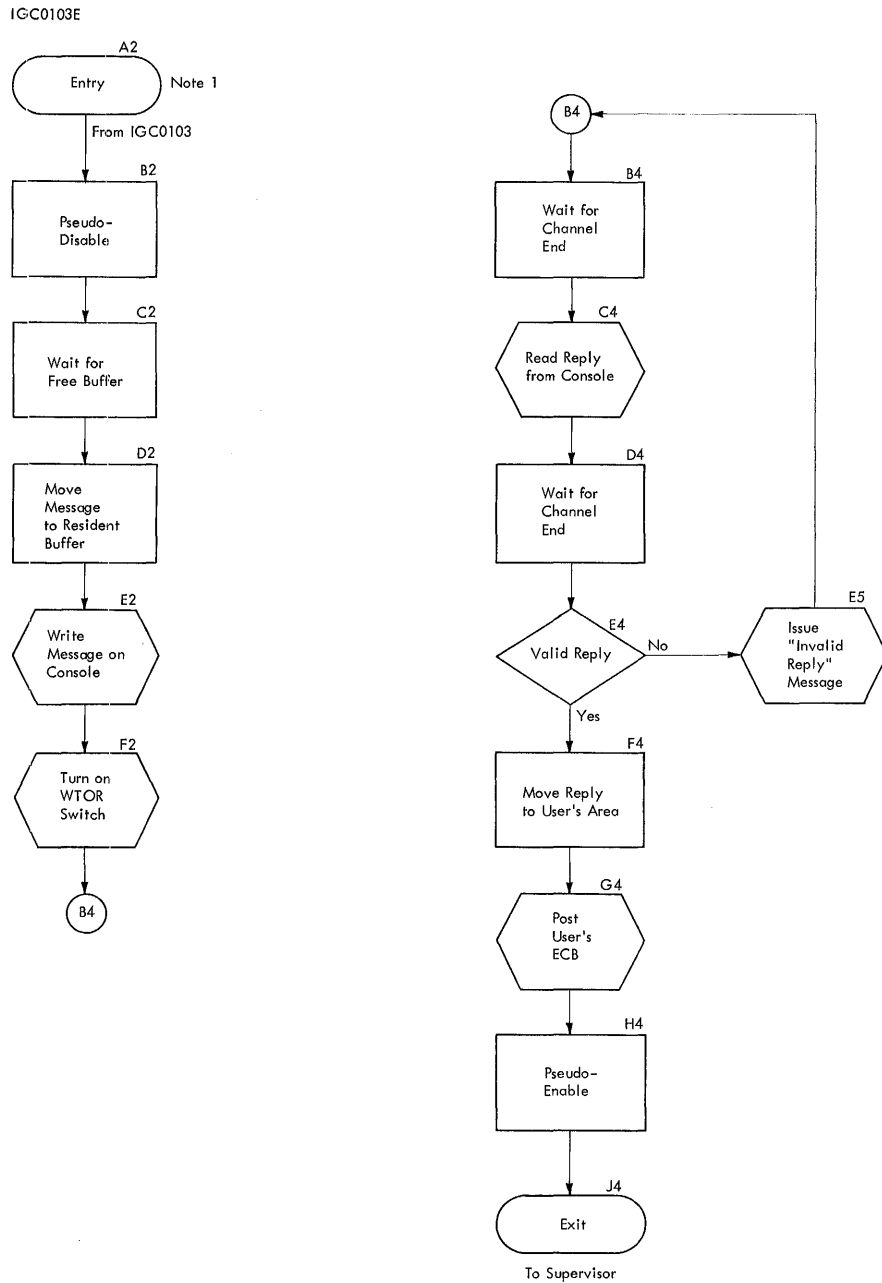 IGC0103E
A2
Entry
Note 1
From IGC0103
B2
Pseudo-
Disable
C2
Wait for
Free Buffer
D2
Move
Message
to Resident
Buffer
E2
Write
Message on
Console
F2
Turn on
WTOR
Switch
B4
B4
B4
Wait for
Channel
End
C4
Read Reply
from Console
D4
Wait for
Channel
End
E4
Valid Reply
No
Yes
E5
Issue
"Invalid
Reply"
Message
F4
Move Reply
to User's Area
G4
Post
User's
ECB
H4
Pseudo-
Enable
J4
Exit
To Supervisor